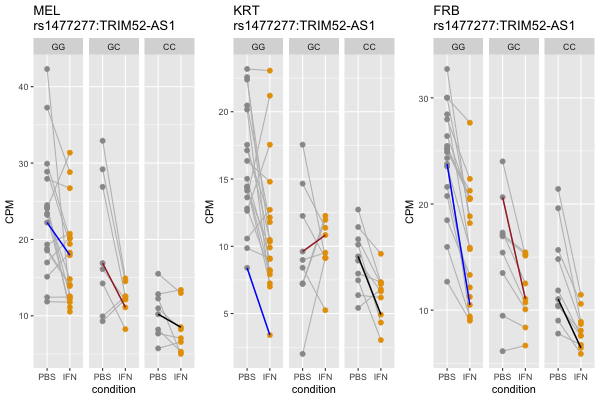 MEL
rs1477277:TRIM52-AS1
GG GC CC
CPM
40
30
20
10
PBS IFN PBS IFN PBS IFN
condition
KRT
rs1477277:TRIM52-AS1
GG GC CC
CPM
20
15
10
5
PBS IFN PBS IFN PBS IFN
condition
FRB
rs1477277:TRIM52-AS1
GG GC CC
CPM
30
20
10
PBS IFN PBS IFN PBS IFN
condition